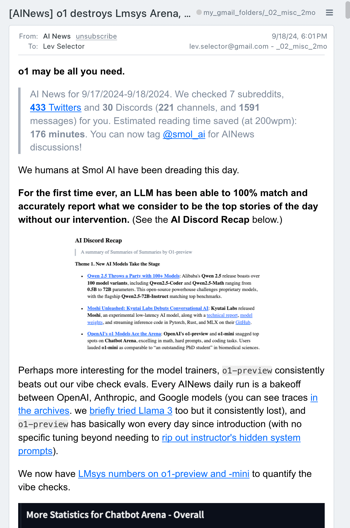 [AINews] o1 destroys Lmsys Arena, ...
my_gmail_folders/_02_misc_2mo
From: AI News unsubscribe
9/18/24, 6:01PM
To: Lev Selector
lev.selector@gmail.com - _02_misc_2mo
o1 may be all you need.
AI News for 9/17/2024-9/18/2024. We checked 7 subreddits,
433 Twitters and 30 Discords (221 channels, and 1591
messages) for you. Estimated reading time saved (at 200wpm):
176 minutes. You can now tag @smol_ai for AINews
discussions!
We humans at Smol AI have been dreading this day.
For the first time ever, an LLM has been able to 100% match and
accurately report what we consider to be the top stories of the day
without our intervention. (See the AI Discord Recap below.)
AI Discord Recap
A summary of Summaries of Summaries by O1-preview
Theme 1. New AI Models Take the Stage
• Qwen 2.5 Throws a Party with 100+ Models: Alibaba's Qwen 2.5 release boasts over
100 model variants, including Qwen2.5-Coder and Qwen2.5-Math ranging from
0.5B to 72B parameters. This open-source powerhouse challenges proprietary models,
with the flagship Qwen2.5-72B-Instruct matching top benchmarks.
• Moshi Unleashed: Kyutai Labs Debuts Conversational AI: Kyutai Labs released
Moshi, an experimental low-latency AI model, along with a technical report, model
weights, and streaming inference code in Pytorch, Rust, and MLX on their GitHub.
• OpenAI's o1 Models Ace the Arena: OpenAI's o1-preview and o1-mini snagged top
spots on Chatbot Arena, excelling in math, hard prompts, and coding tasks. Users
lauded o1-mini as comparable to "an outstanding PhD student" in biomedical sciences.
Perhaps more interesting for the model trainers, o1-preview consistently
beats out our vibe check evals. Every AINews daily run is a bakeoff
between OpenAI, Anthropic, and Google models (you can see traces in
the archives. we briefly tried Llama 3 too but it consistently lost), and
o1-preview has basically won every day since introduction (with no
specific tuning beyond needing to rip out instructor's hidden system
prompts).
We now have LMsys numbers on o1-preview and -mini to quantify the
vibe checks.
More Statistics for Chatbot Arena - Overall